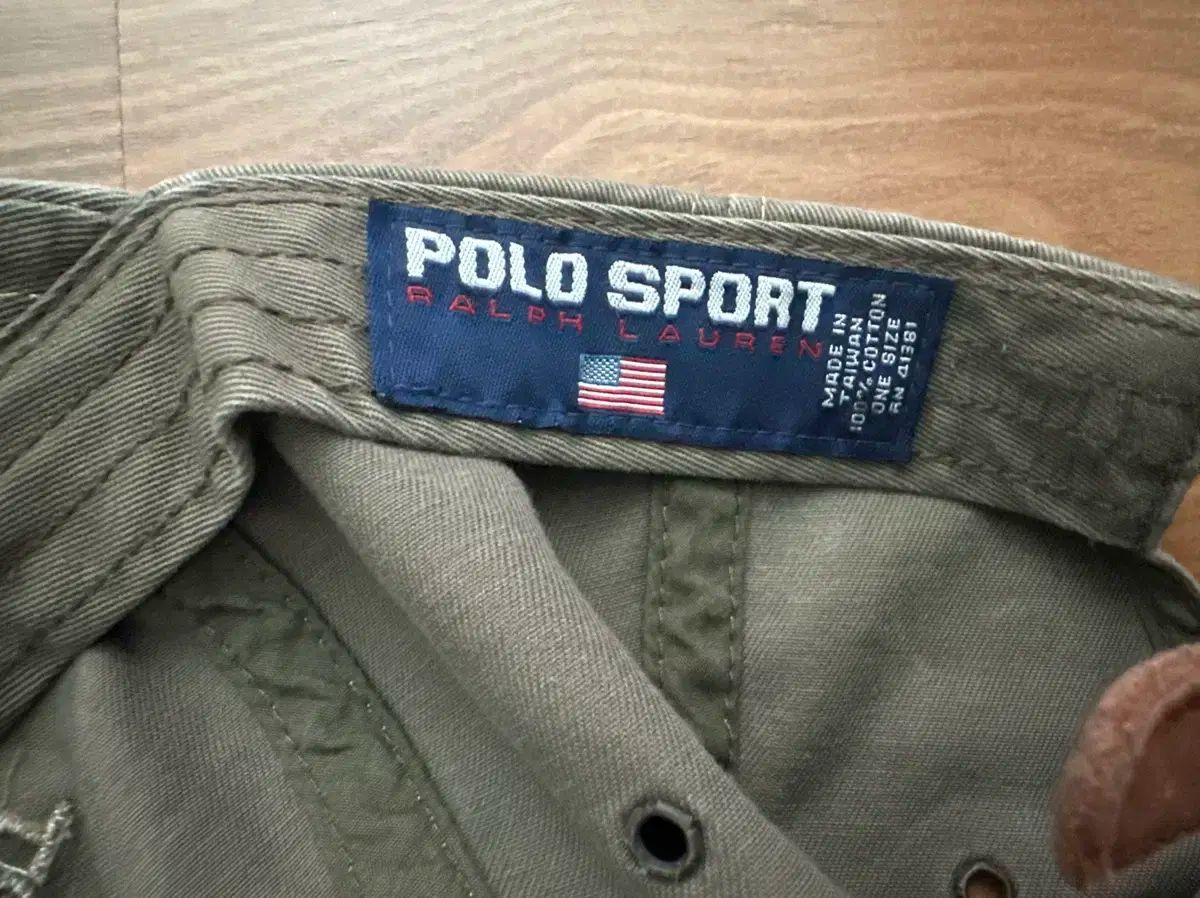 POLO SPORT
RALPH LAUREN
MADE IN
TAIWAN
100% COTTON
ONE SIZE
RN 41381